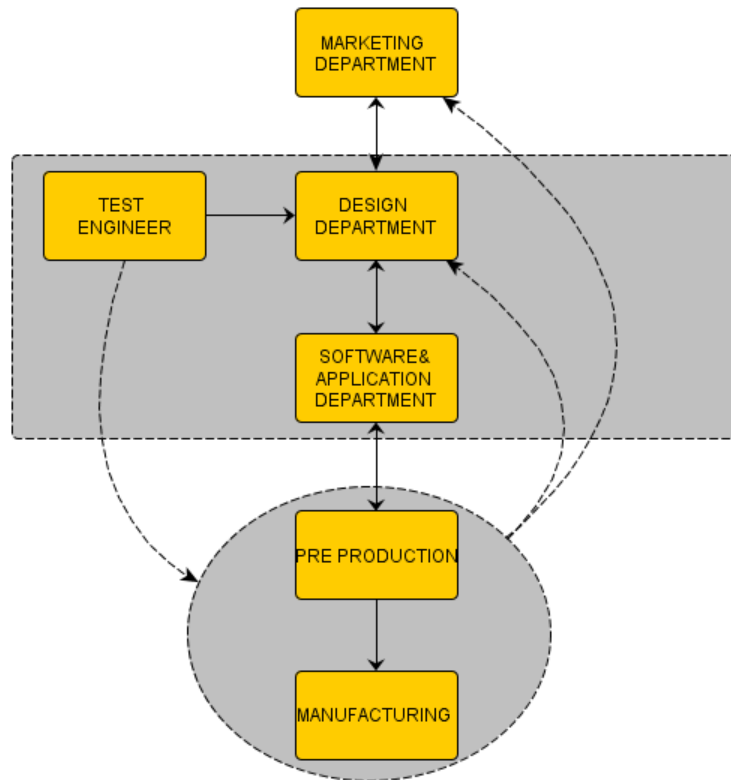 MARKETING
DEPARTMENT
TEST
ENGINEER
DESIGN
DEPARTMENT
SOFTWARE&
APPLICATION
DEPARTMENT
PRE PRODUCTION
MANUFACTURING